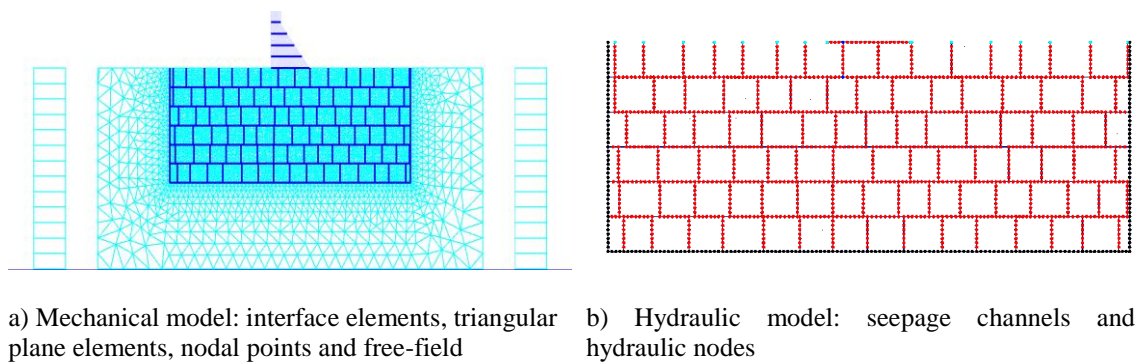 a) Mechanical model: interface elements, triangular
plane elements, nodal points and free-field
b) Hydraulic model: seepage channels and
hydraulic nodes